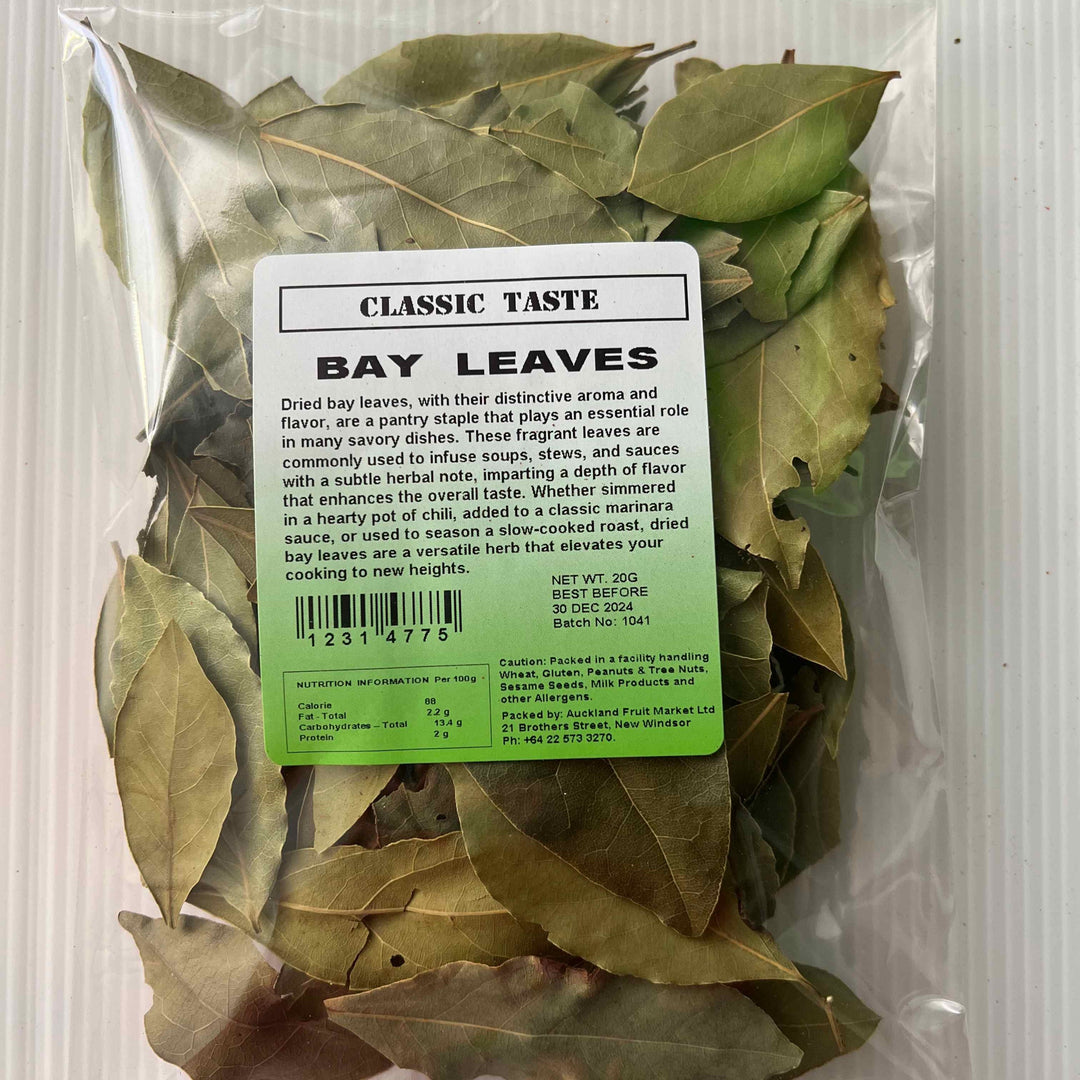 CLASSIC TASTE
BAY LEAVES
Dried bay leaves, with their distinctive aroma and
flavor, are a pantry staple that plays an essential role
in many savory dishes. These fragrant leaves are
commonly used to infuse soups, stews, and sauces
with a subtle herbal note, imparting a depth of flavor
that enhances the overall taste. Whether simmered
in a hearty pot of chili, added to a classic marinara
sauce, or used to season a slow-cooked roast, dried
bay leaves are a versatile herb that elevates your
cooking to new heights.
1231 4775
NET WT. 20G
BEST BEFORE
30 DEC 2024
Batch No: 1041
NUTRITION INFORMATION Per 100g
Calorie 88
Fat - Total 2.2 g
Carbohydrates – Total 13.4 g
Protein 2 g
Caution: Packed in a facility handling
Wheat, Gluten, Peanuts & Tree Nuts,
Sesame Seeds, Milk Products and
other Allergens.
Packed by: Auckland Fruit Market Ltd
21 Brothers Street, New Windsor
Ph: +64 22 573 3270.